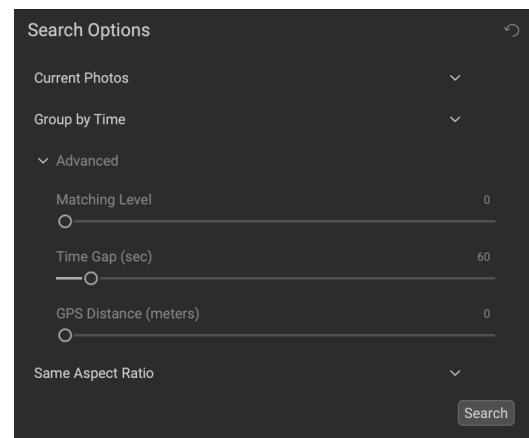 Search Options
Current Photos
Group by Time
Advanced
Matching Level 0
Time Gap (sec) 60
GPS Distance (meters) 0
Same Aspect Ratio
Search